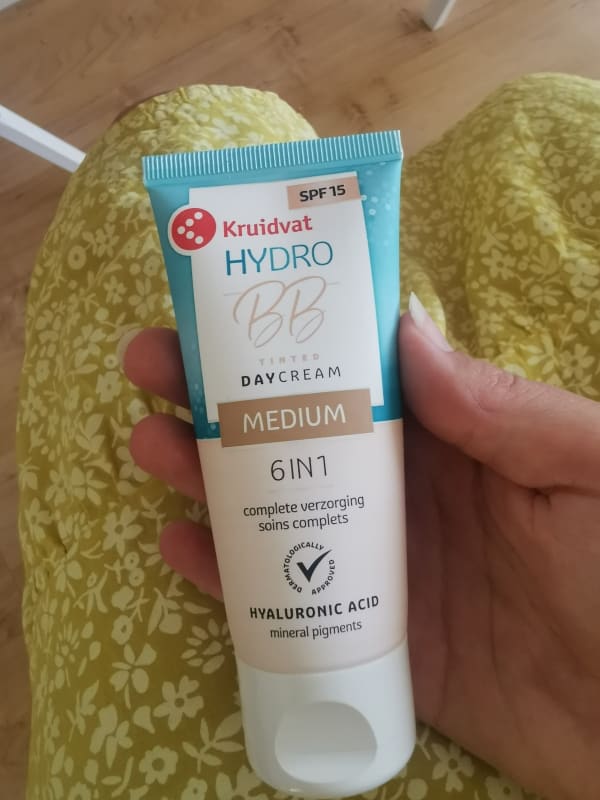 SPF 15
Kruidvat
HYDRO
BB
TINTED
DAYCREAM
MEDIUM
6IN1
complete verzorging
soins complets
DERMATOLOGICALLY
APPROVED
HYALURONIC ACID
mineral pigments